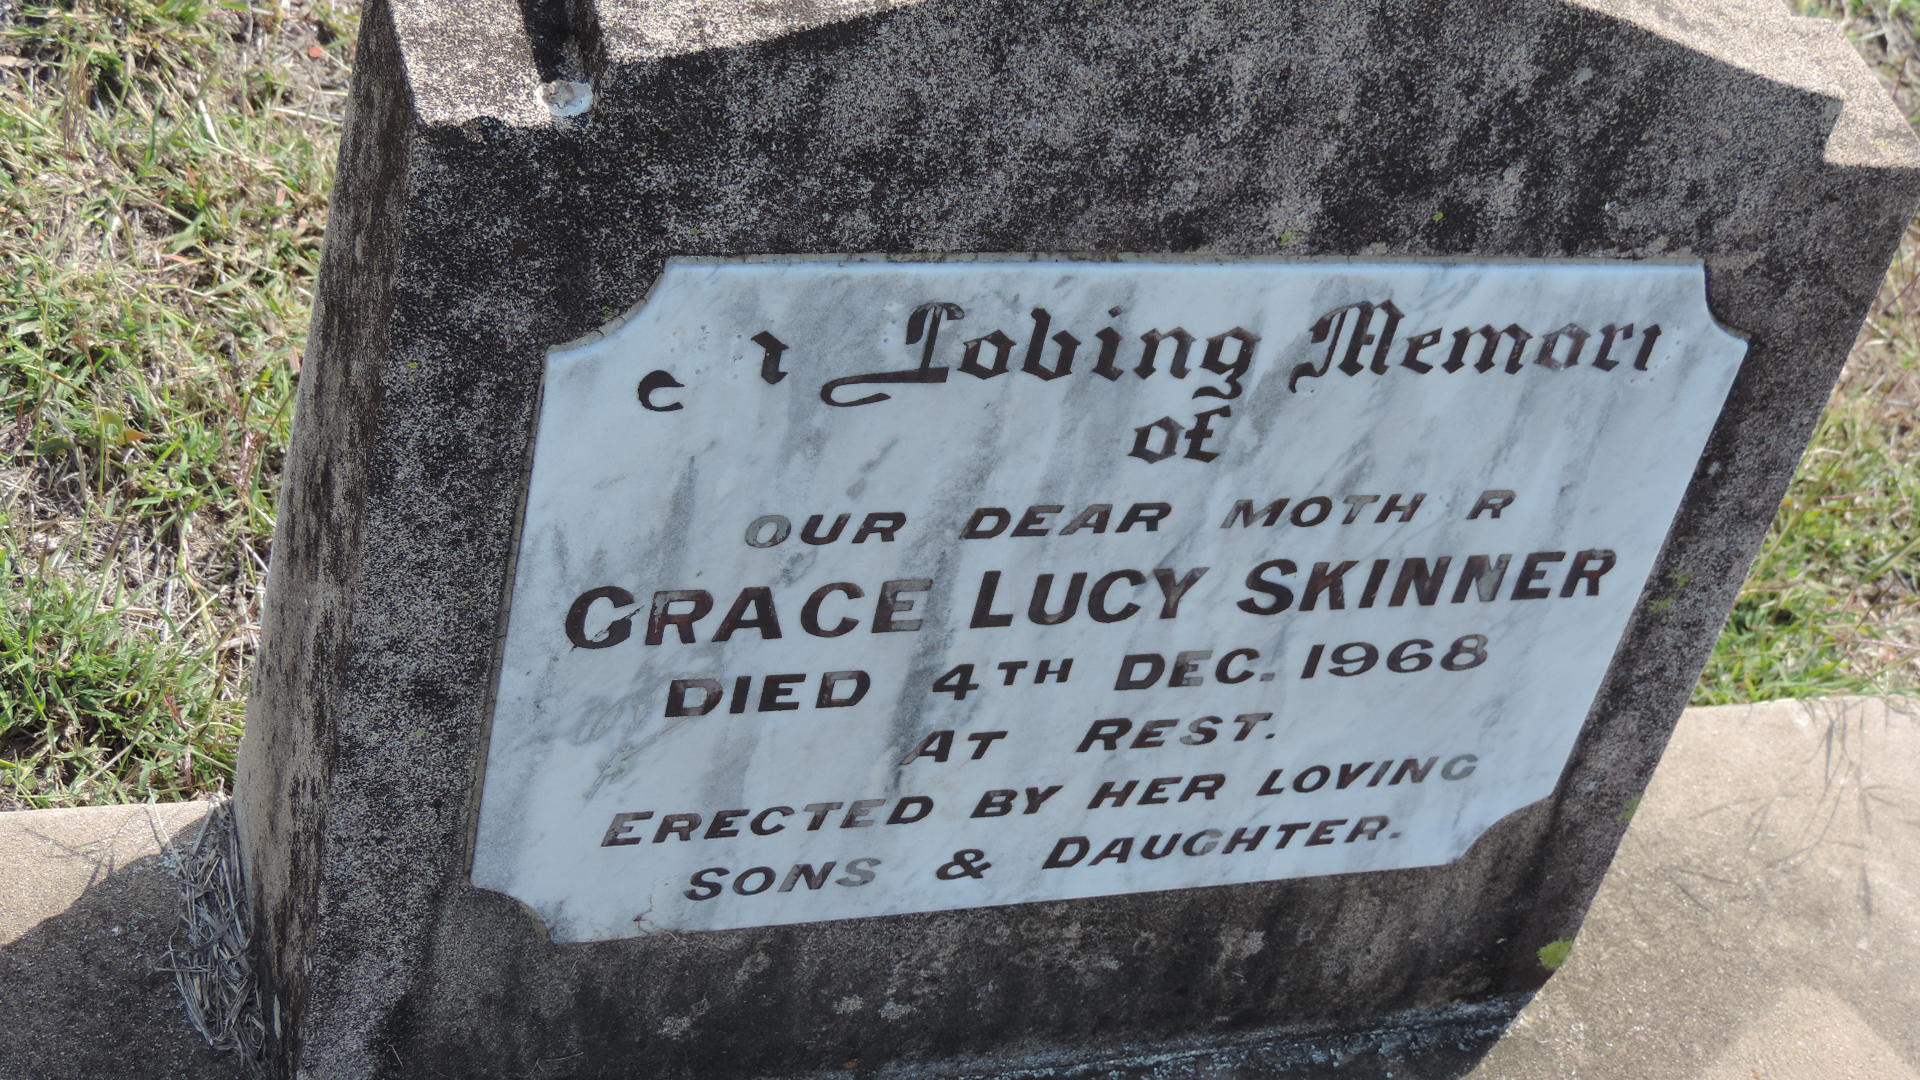 n Loving Memori
of
OUR DEAR MOTH R
GRACE LUCY SKINNER
DIED 4TH DEC. 1968
AT REST.
ERECTED BY HER LOVING
SONS & DAUGHTER.